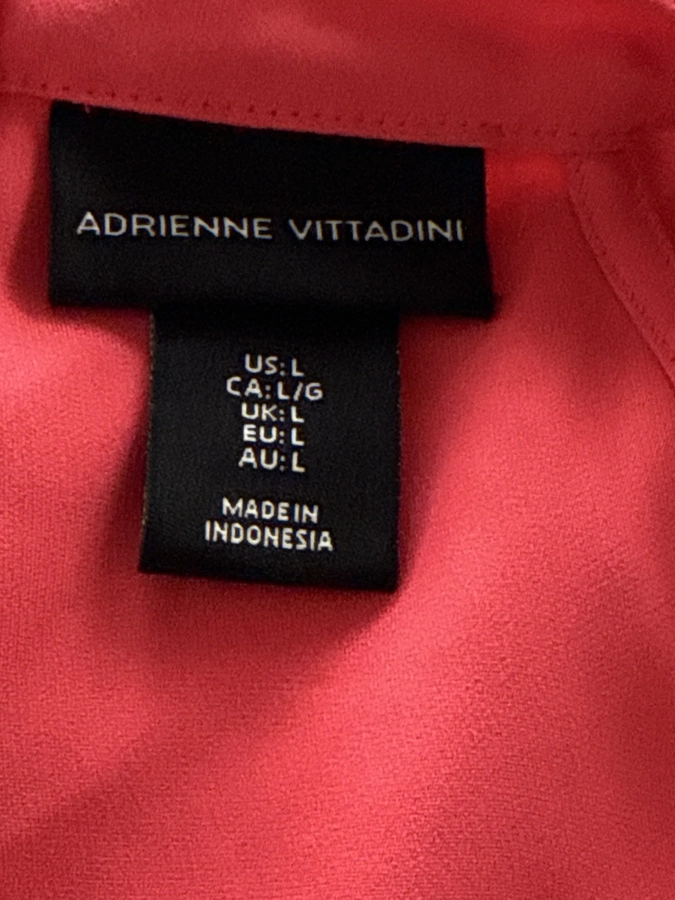 ADRIENNE VITTADINI
US: L
CA: L/G
UK: L
EU: L
AU: L
MADE IN
INDONESIA